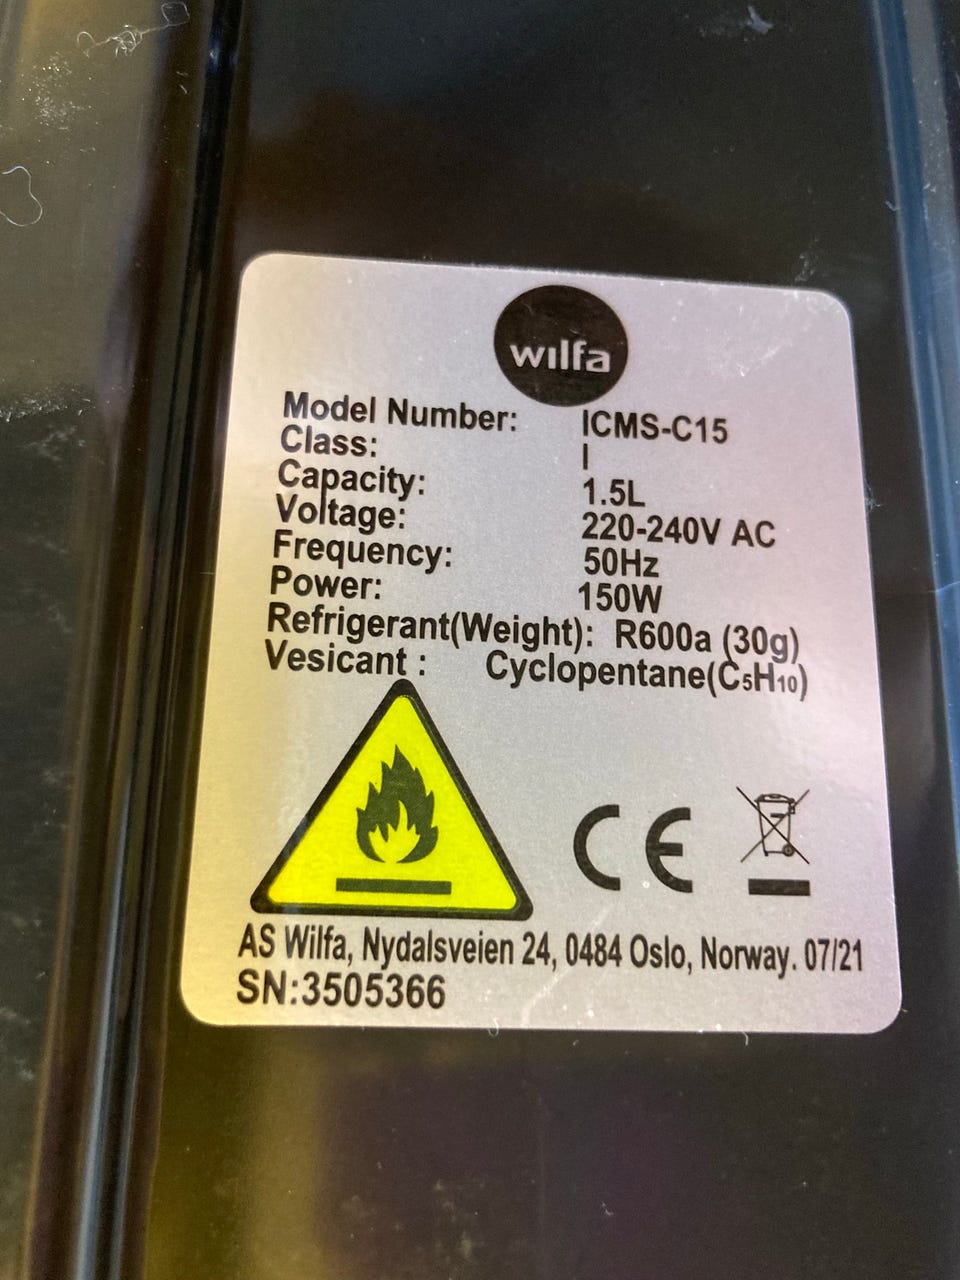 wilfa
Model Number: ICMS-C15
Class: I
Capacity: 1.5L
Voltage: 220-240V AC
Frequency: 50Hz
Power: 150W
Refrigerant(Weight): R600a (30g)
Vesicant : Cyclopentane(C₅H₁₀)
CE
AS Wilfa, Nydalsveien 24, 0484 Oslo, Norway. 07/21
SN:3505366